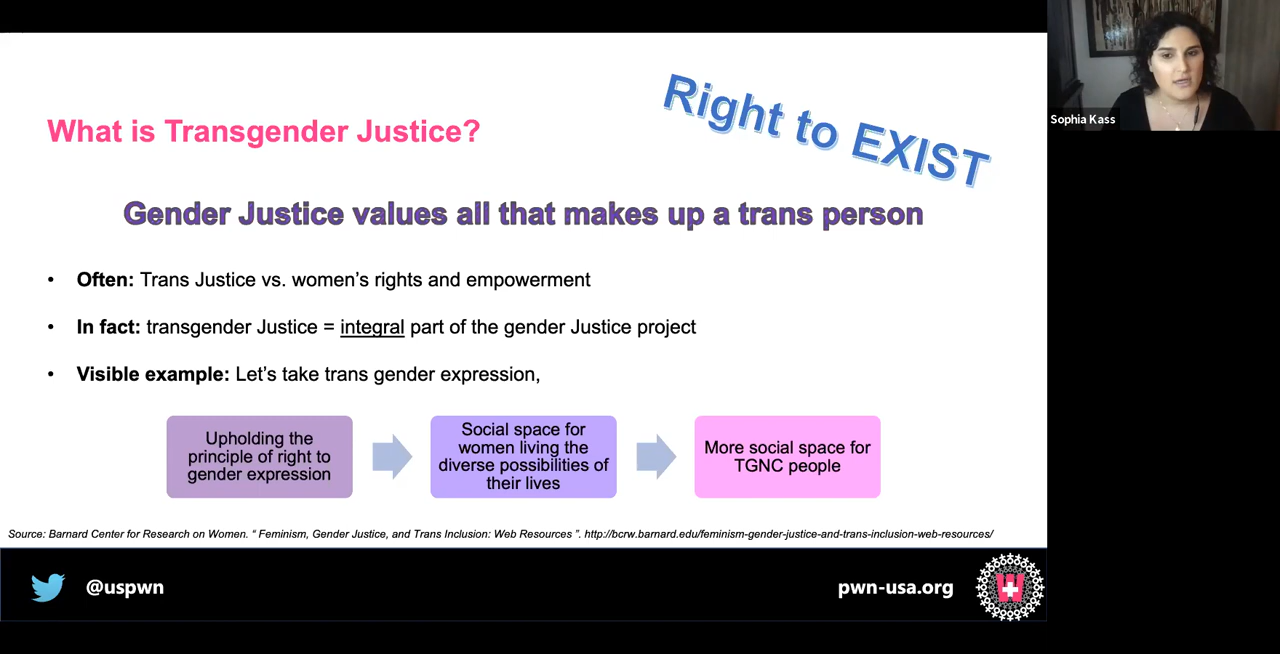 What is Transgender Justice?
Right to EXIST
Gender Justice values all that makes up a trans person
• Often: Trans Justice vs. women's rights and empowerment
• In fact: transgender Justice = integral part of the gender Justice project
• Visible example: Let's take trans gender expression,
Upholding the
principle of right to
gender expression
Social space for
women living the
diverse possibilities of
their lives
More social space for
TGNC people
Source: Barnard Center for Research on Women. “ Feminism, Gender Justice, and Trans Inclusion: Web Resources ”. http://bcrw.barnard.edu/feminism-gender-justice-and-trans-inclusion-web-resources/
@uspwn
pwn-usa.org
W
Sophia Kass